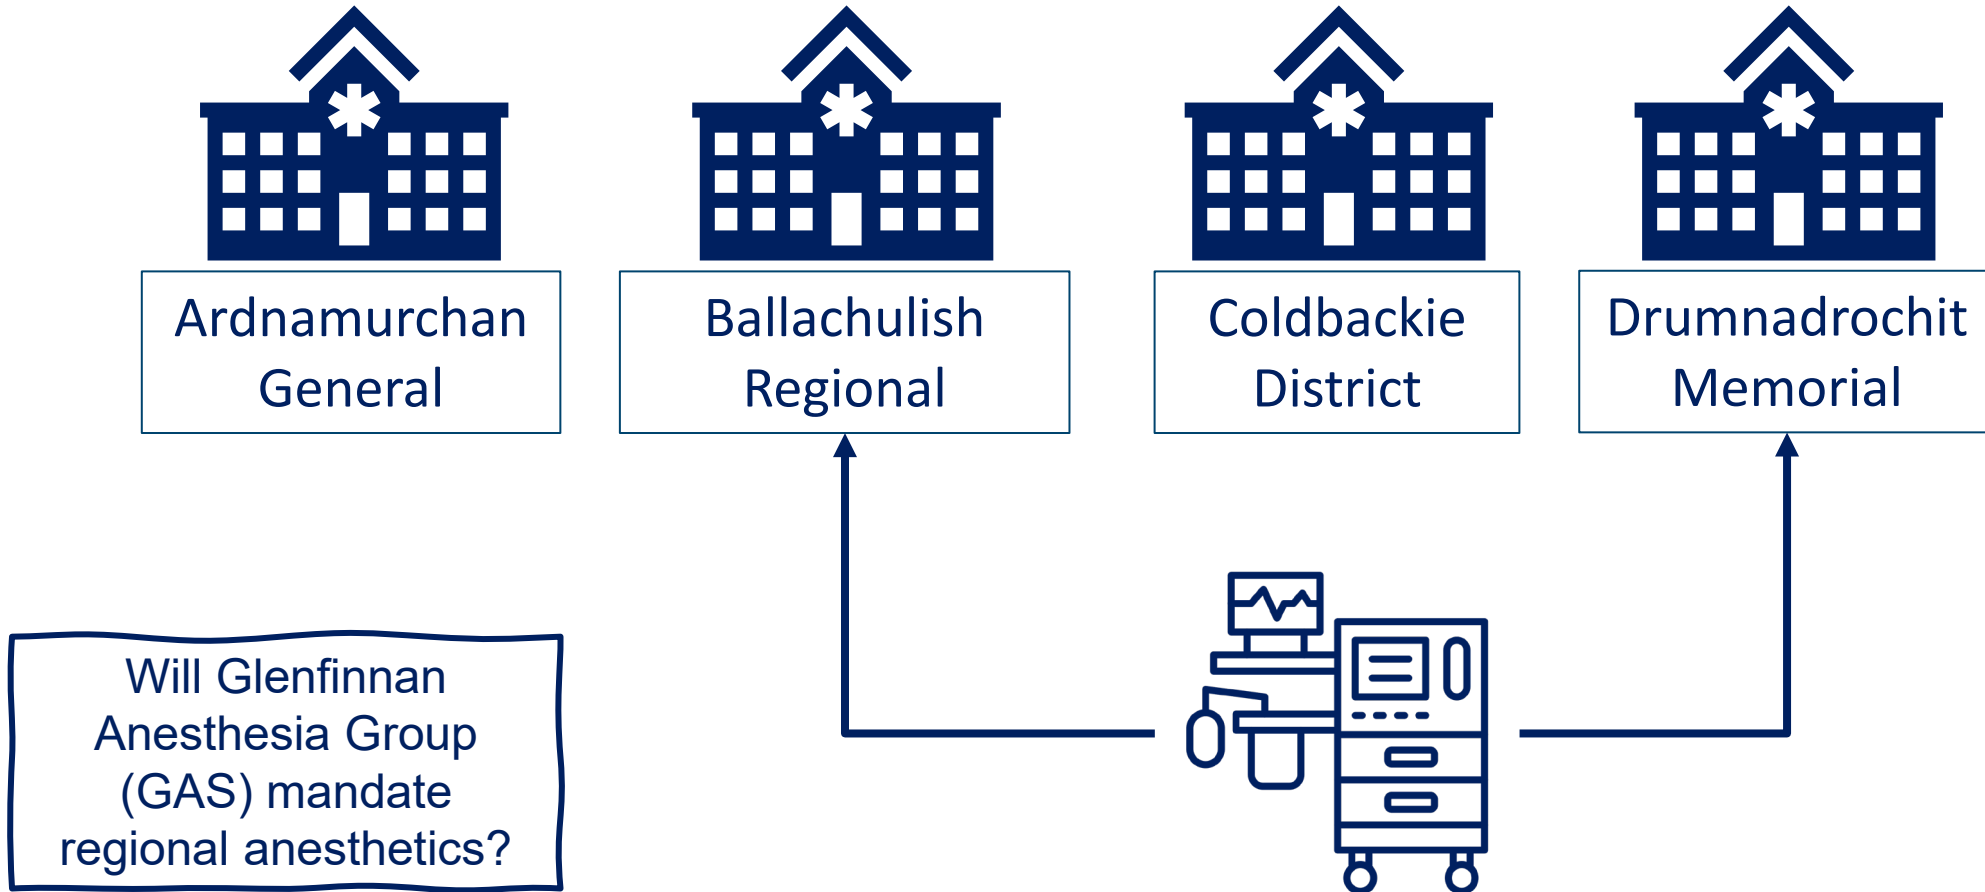 Ardnamurchan
General
Ballachulish
Regional
Coldbackie
District
Drumnadrochit
Memorial
Will Glenfinnan
Anesthesia Group
(GAS) mandate
regional anesthetics?